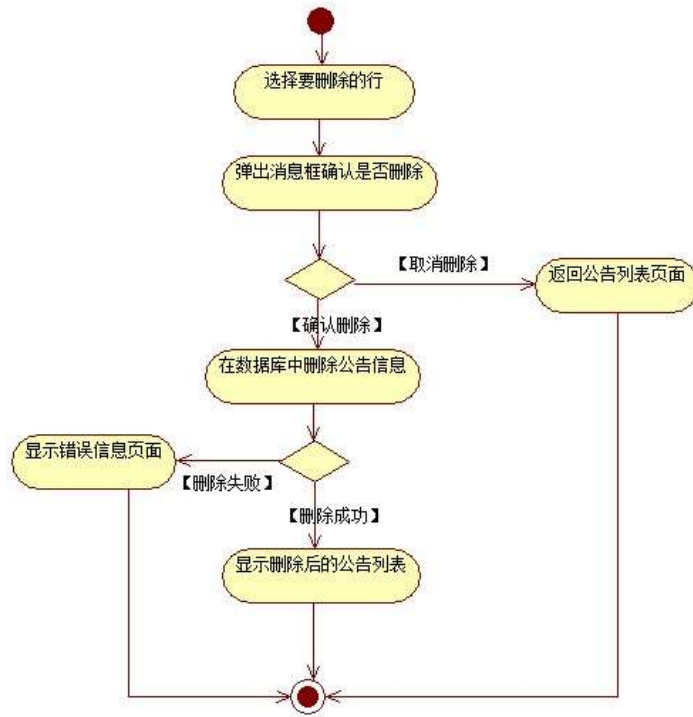 选择要删除的行
弹出消息框确认是否删除
【取消删除】
返回公告列表页面
【确认删除】
在数据库中删除公告信息
显示错误信息页面
【删除失败】
【删除成功】
显示删除后的公告列表